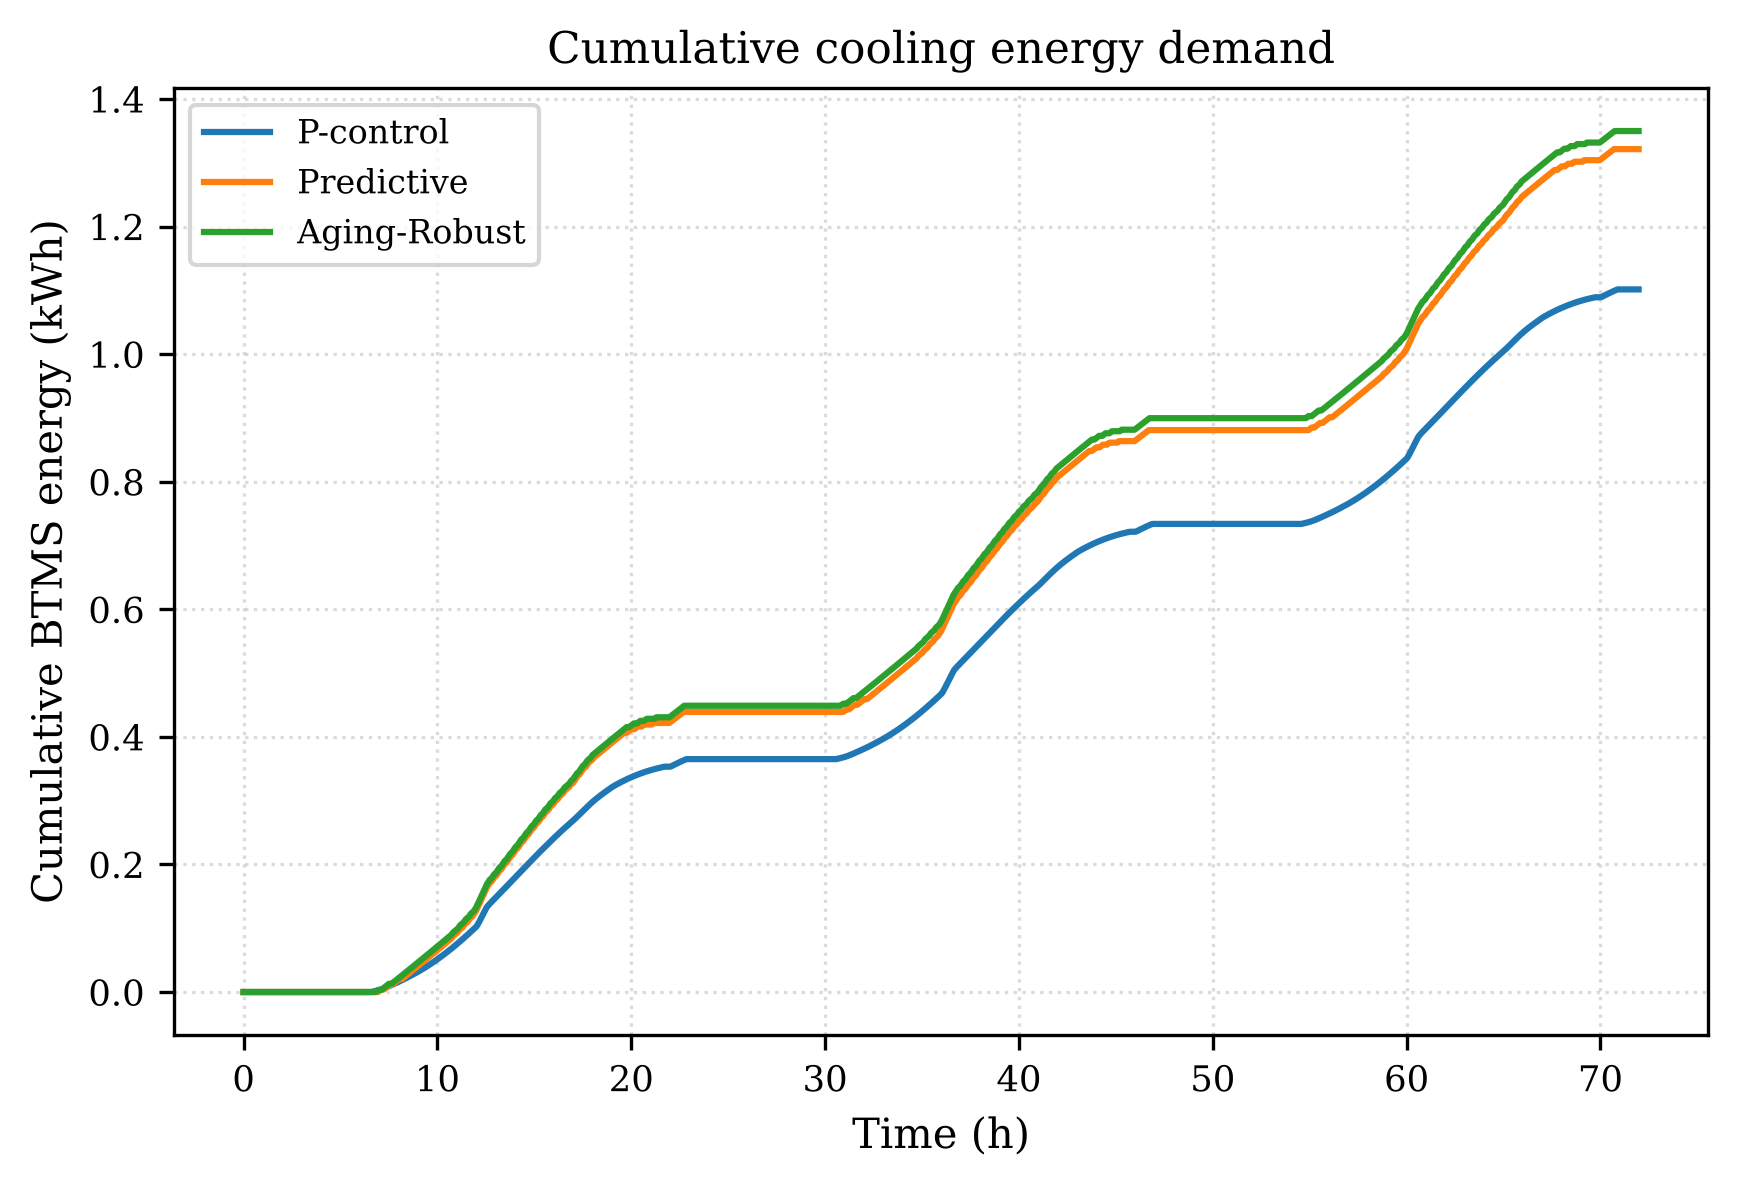 Cumulative cooling energy demand
P-control
Predictive
Aging-Robust
Cumulative BTMS energy (kWh)
1.4
1.2
1.0
0.8
0.6
0.4
0.2
0.0
0 10 20 30 40 50 60 70
Time (h)